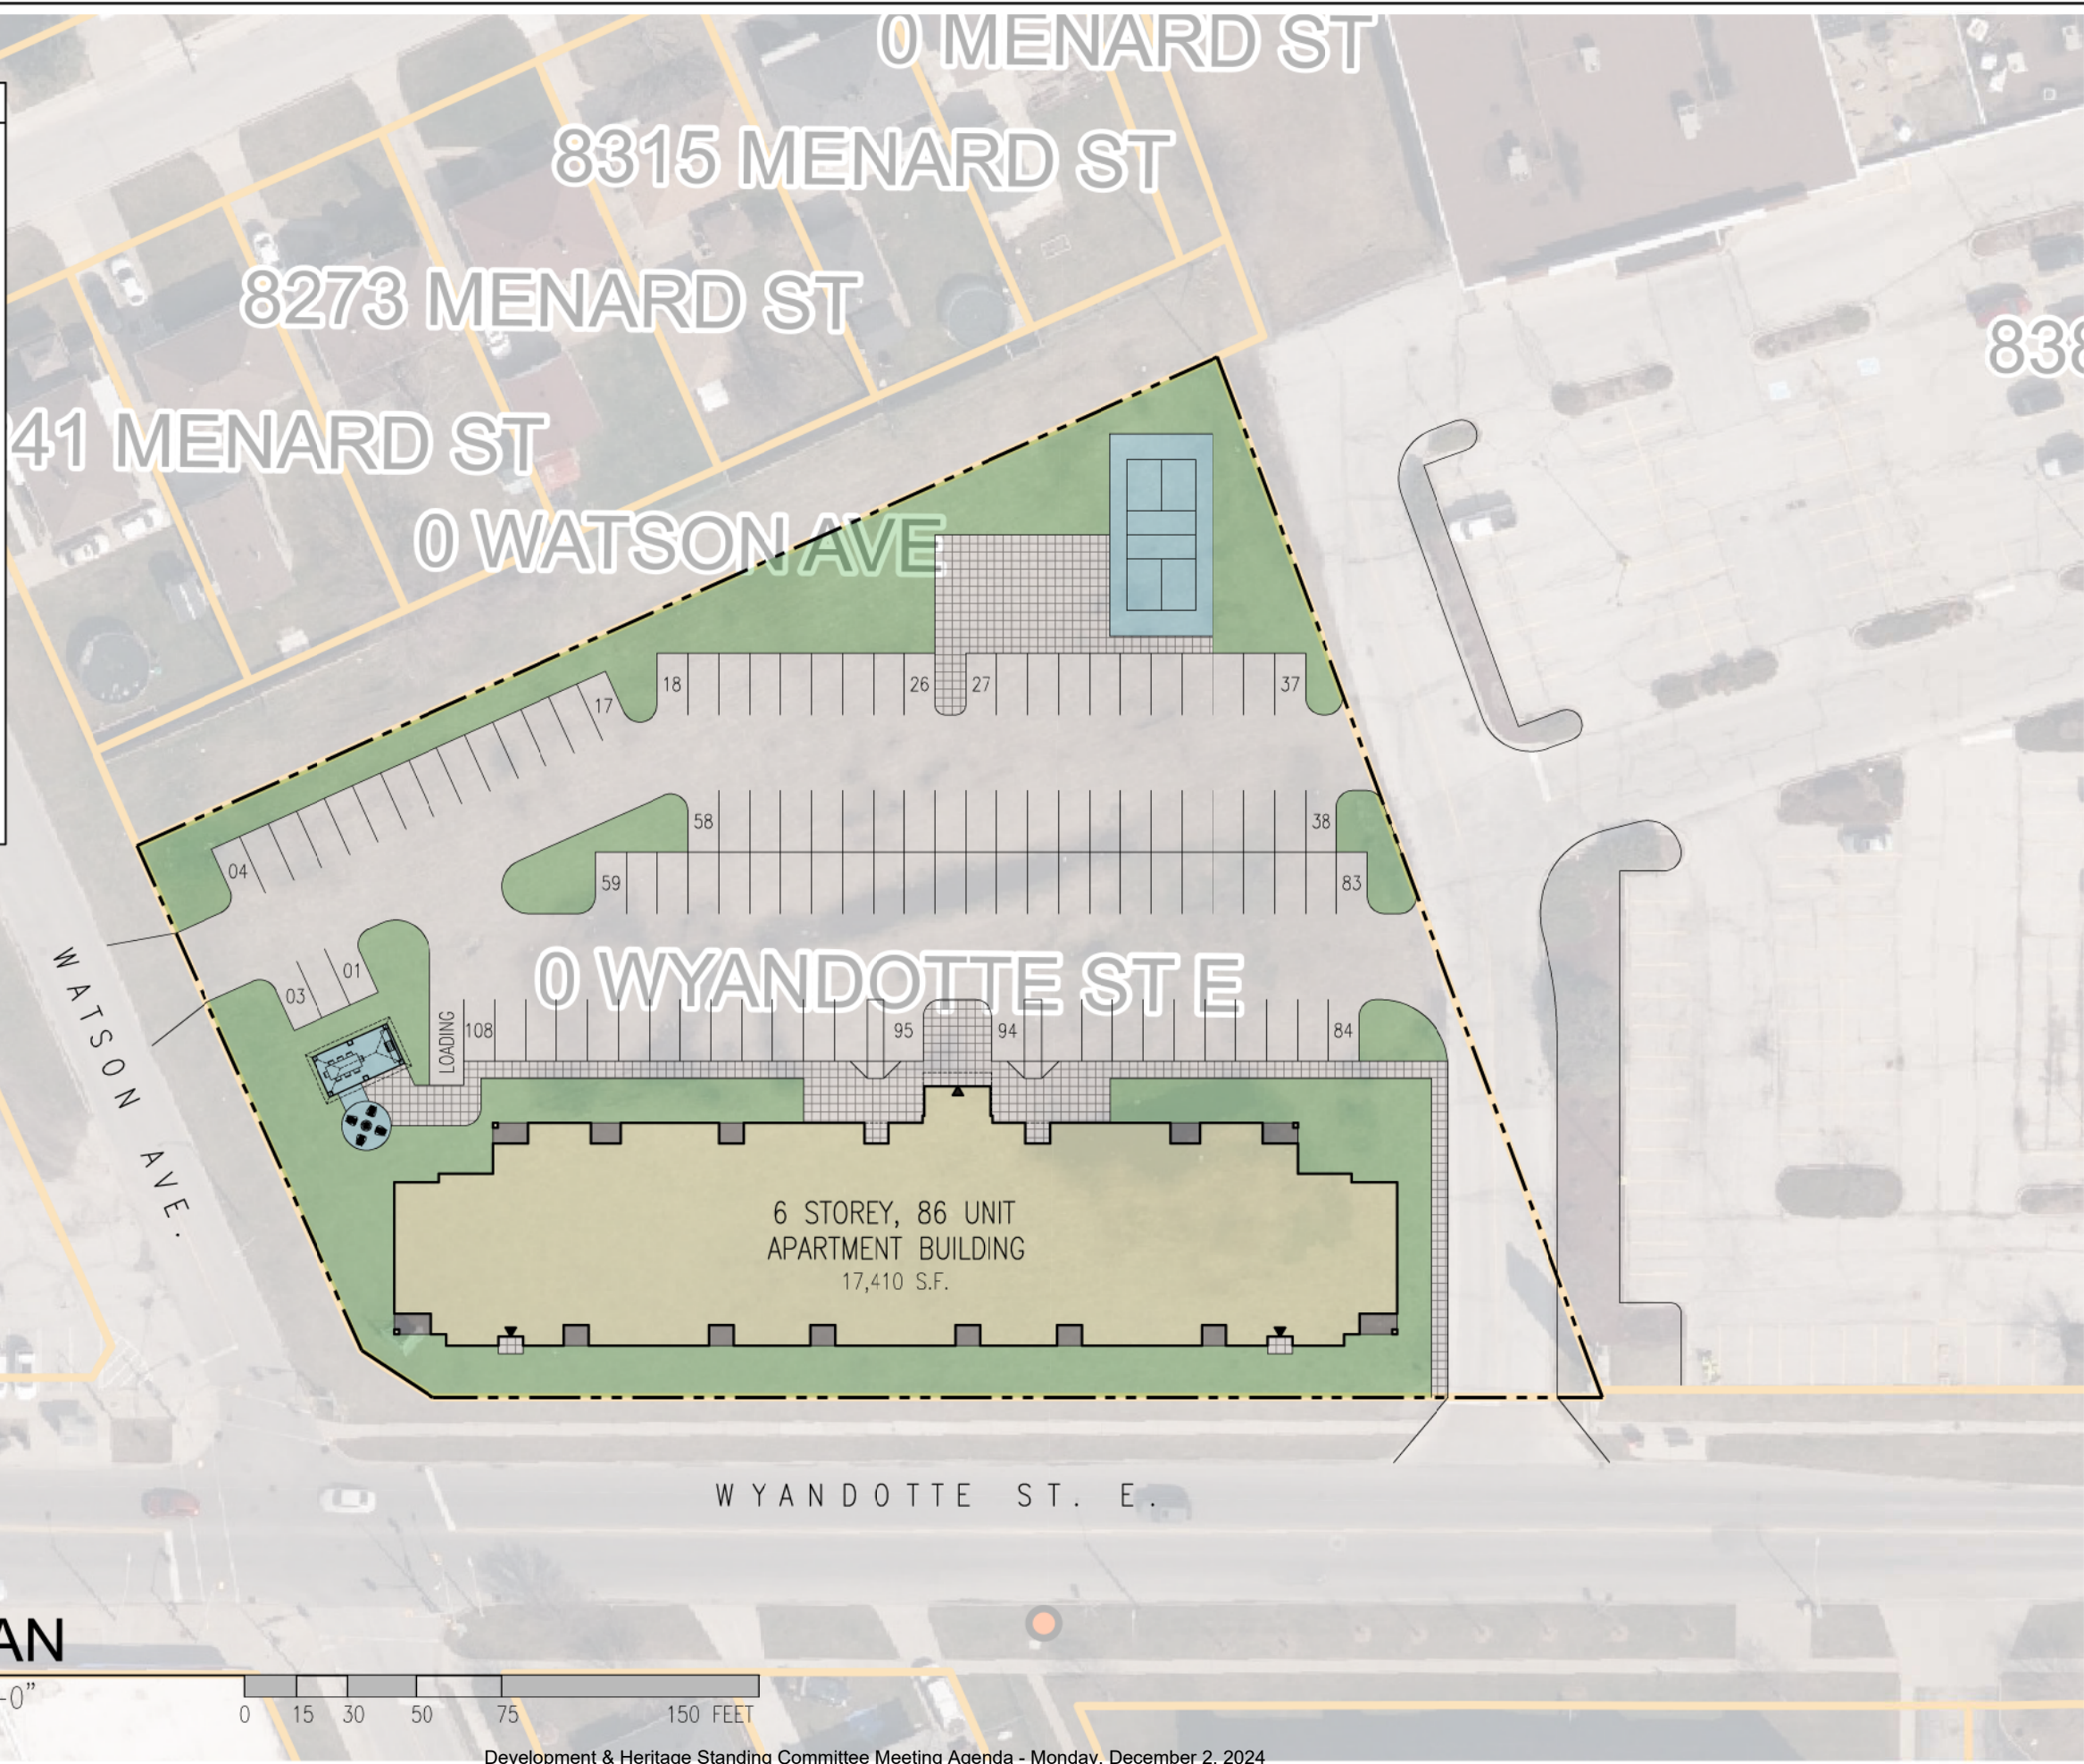 0 MENARD ST
8315 MENARD ST
8273 MENARD ST
838
41 MENARD ST
0 WATSON AVE
18
26
27
37
17
58
38
04
59
83
WATSON AVE.
01
03
0 WYANDOTTE ST E
LOADING
108
95
94
84
6 STOREY, 86 UNIT
APARTMENT BUILDING
17,410 S.F.
WYANDOTTE ST. E.
AN
-0"
0 15 30 50 75 150 FEET
Development & Heritage Standing Committee Meeting Agenda - Monday, December 2, 2024